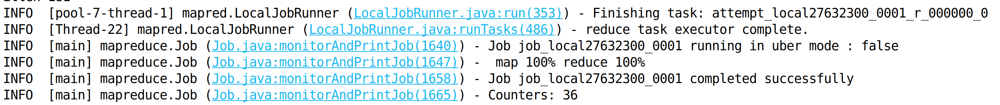 INFO  [pool-7-thread-1] mapred.LocalJobRunner (LocalJobRunner.java:run(353)) - Finishing task: attempt_local27632300_0001_r_000000_0
INFO  [Thread-22] mapred.LocalJobRunner (LocalJobRunner.java:runTasks(486)) - reduce task executor complete.
INFO  [main] mapreduce.Job (Job.java:monitorAndPrintJob(1640)) - Job job_local27632300_0001 running in uber mode : false
INFO  [main] mapreduce.Job (Job.java:monitorAndPrintJob(1647)) -  map 100% reduce 100%
INFO  [main] mapreduce.Job (Job.java:monitorAndPrintJob(1658)) - Job job_local27632300_0001 completed successfully
INFO  [main] mapreduce.Job (Job.java:monitorAndPrintJob(1665)) - Counters: 36